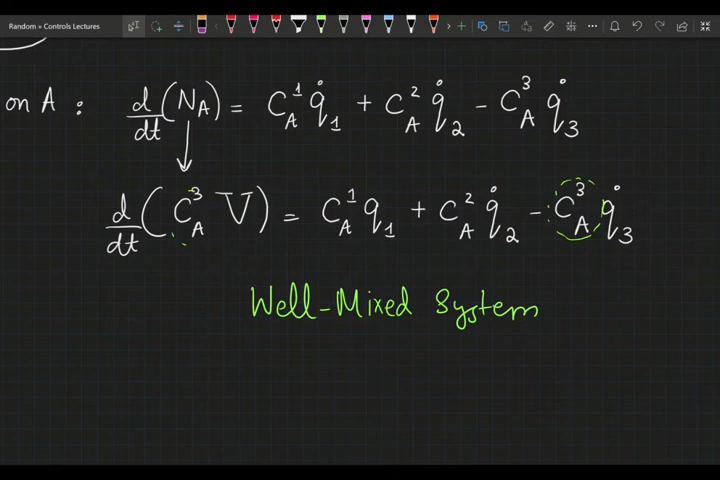 Random » Controls Lectures
on A : d/dt (N_A) = C_A^1 q̇_1 + C_A^2 q̇_2 - C_A^3 q̇_3
d/dt (C_A^3 V) = C_A^1 q_1 + C_A^2 q̇_2 - C_A^3 q̇_3
Well-Mixed System